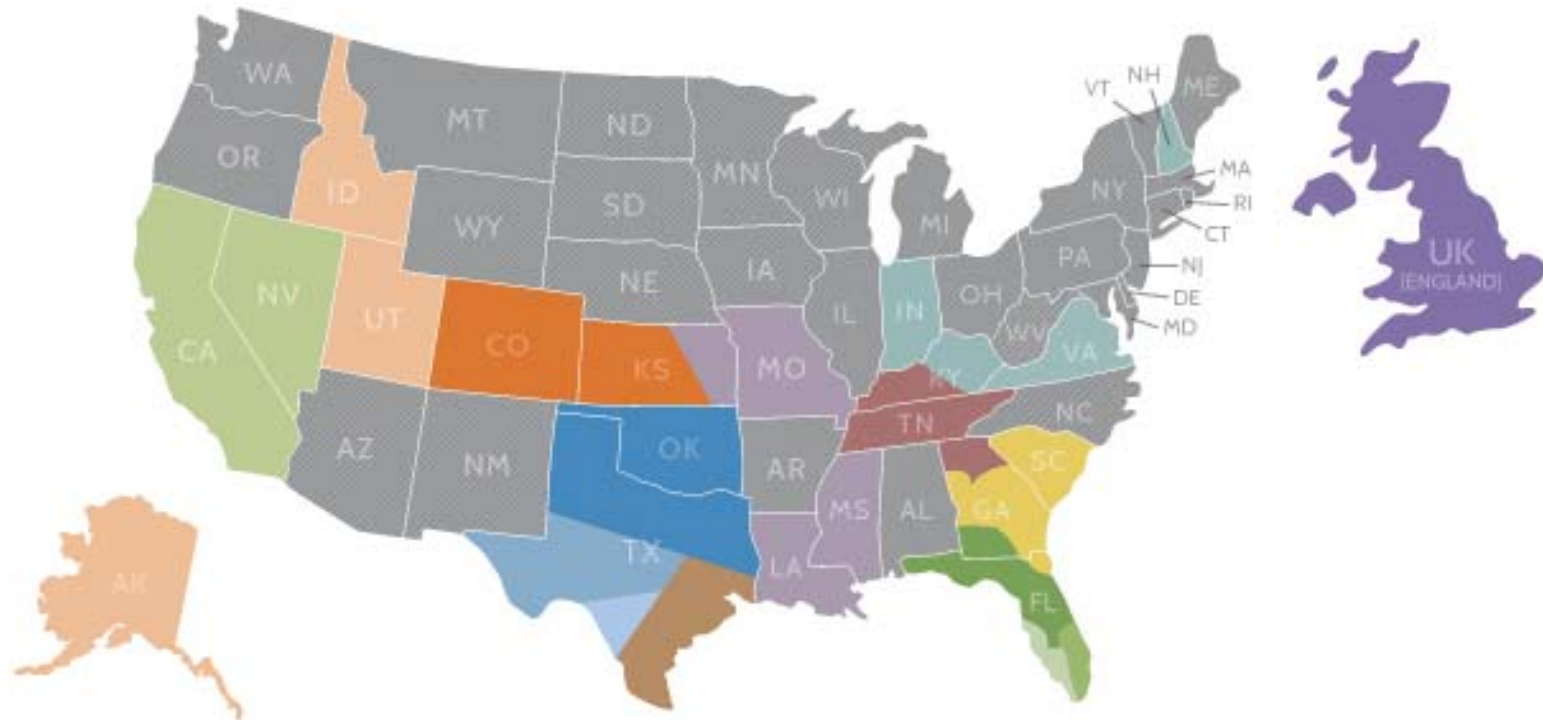 WA
MT
ND
MN
OR
ID
SD
WI
MI
VT
NH
ME
NY
MA
RI
CT
WY
NE
IA
PA
NJ
NV
UT
CO
IL
IN
OH
DE
WV
MD
CA
KS
MO
KY
VA
AZ
NM
OK
AR
TN
NC
SC
TX
LA
MS
AL
GA
FL
AK
UK
[ENGLAND]